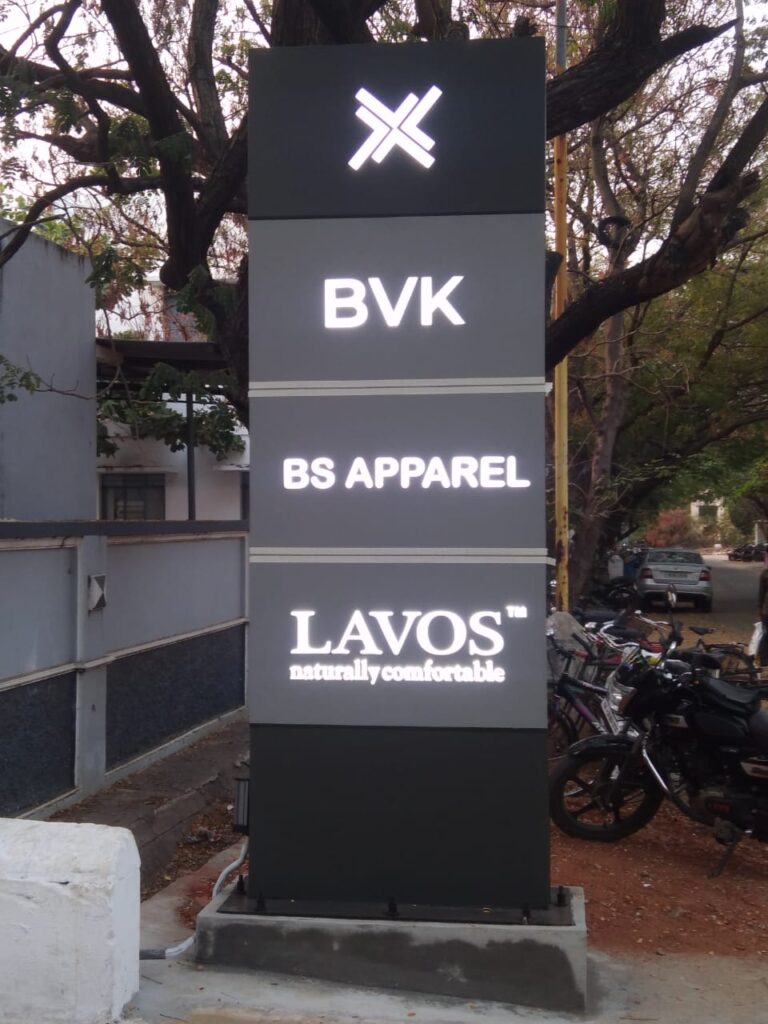 BVK
BS APPAREL
LAVOS™
naturally comfortable